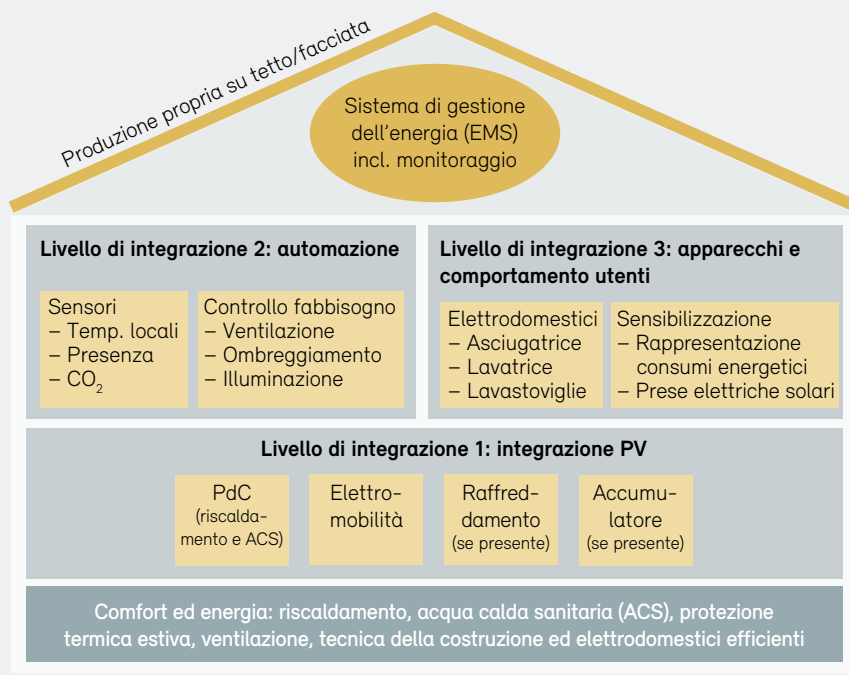 Produzione propria su tetto/facciata
Sistema di gestione
dell'energia (EMS)
incl. monitoraggio
Livello di integrazione 2: automazione
Sensori
– Temp. locali
– Presenza
– CO₂
Controllo fabbisogno
– Ventilazione
– Ombreggiamento
– Illuminazione
Livello di integrazione 3: apparecchi e
comportamento utenti
Elettrodomestici
– Asciugatrice
– Lavatrice
– Lavastoviglie
Sensibilizzazione
– Rappresentazione
consumi energetici
– Prese elettriche solari
Livello di integrazione 1: integrazione PV
PdC
(riscalda-
mento e ACS)
Elettro-
mobilità
Raffred-
damento
(se presente)
Accumu-
latore
(se presente)
Comfort ed energia: riscaldamento, acqua calda sanitaria (ACS), protezione
termica estiva, ventilazione, tecnica della costruzione ed elettrodomestici efficienti